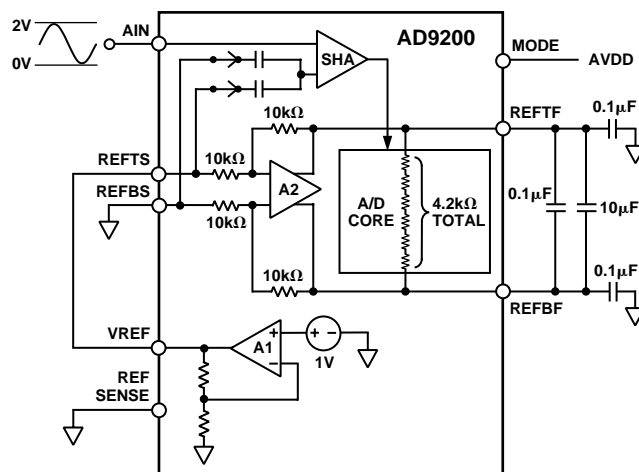 2V
0V
AIN
AD9200
SHA
MODE
AVDD
10kΩ
REFTF
0.1µF
REFTS
10kΩ
REFBS
A2
10kΩ
A/D
CORE
4.2kΩ
TOTAL
0.1µF
10µF
10kΩ
0.1µF
REFBF
VREF
A1
+
−
+ −
1V
REF
SENSE